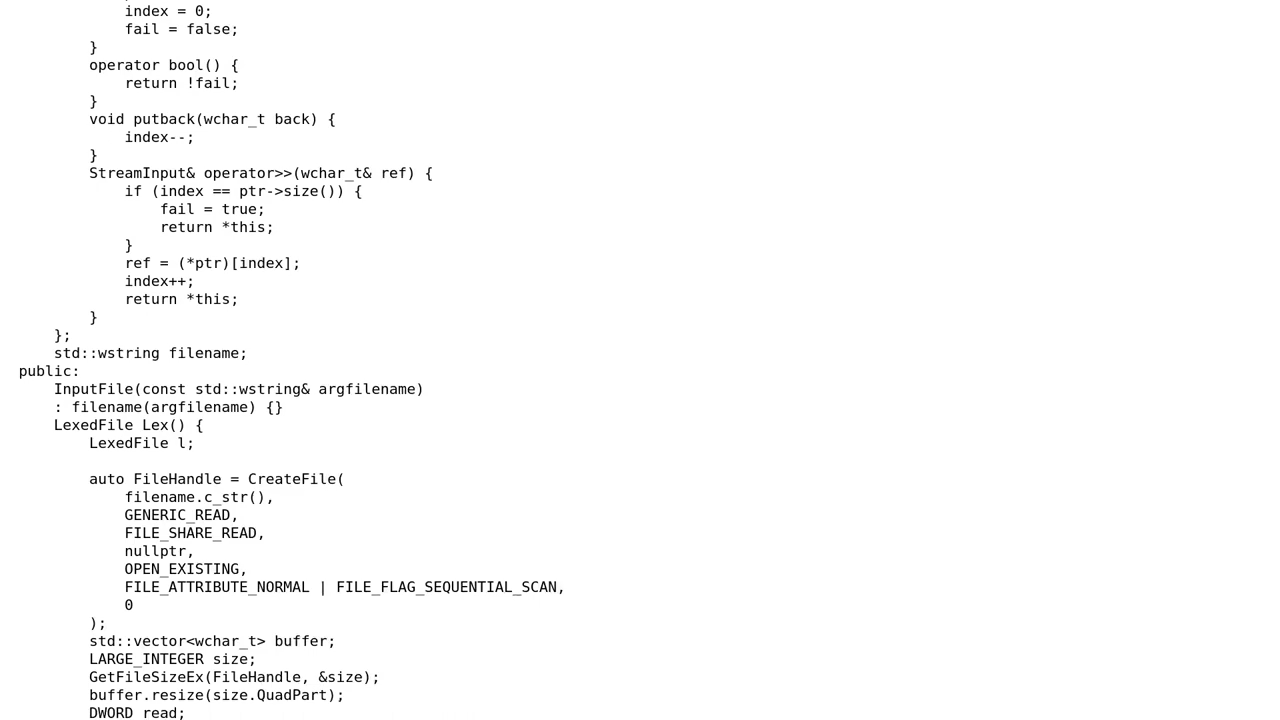 index = 0;
fail = false;
}
operator bool() {
return !fail;
}
void putback(wchar_t back) {
index--;
}
StreamInput& operator>>(wchar_t& ref) {
if (index == ptr->size()) {
fail = true;
return *this;
}
ref = (*ptr)[index];
index++;
return *this;
}
};
std::wstring filename;
public:
InputFile(const std::wstring& argfilename)
: filename(argfilename) {}
LexedFile Lex() {
LexedFile l;

auto FileHandle = CreateFile(
filename.c_str(),
GENERIC_READ,
FILE_SHARE_READ,
nullptr,
OPEN_EXISTING,
FILE_ATTRIBUTE_NORMAL | FILE_FLAG_SEQUENTIAL_SCAN,
0
);
std::vector<wchar_t> buffer;
LARGE_INTEGER size;
GetFileSizeEx(FileHandle, &size);
buffer.resize(size.QuadPart);
DWORD read;